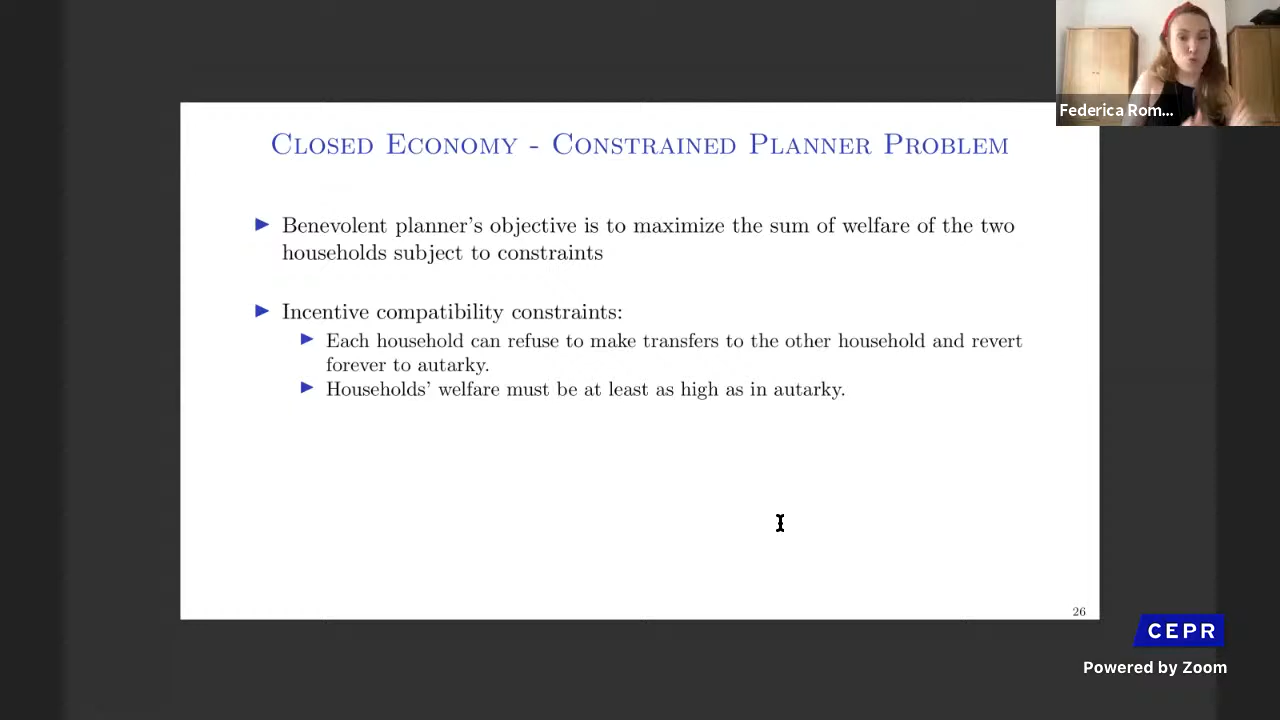 Federica Rom...
Closed Economy - Constrained Planner Problem
Benevolent planner's objective is to maximize the sum of welfare of the two
households subject to constraints
Incentive compatibility constraints:
Each household can refuse to make transfers to the other household and revert
forever to autarky.
Households' welfare must be at least as high as in autarky.
26
CEPR
Powered by Zoom